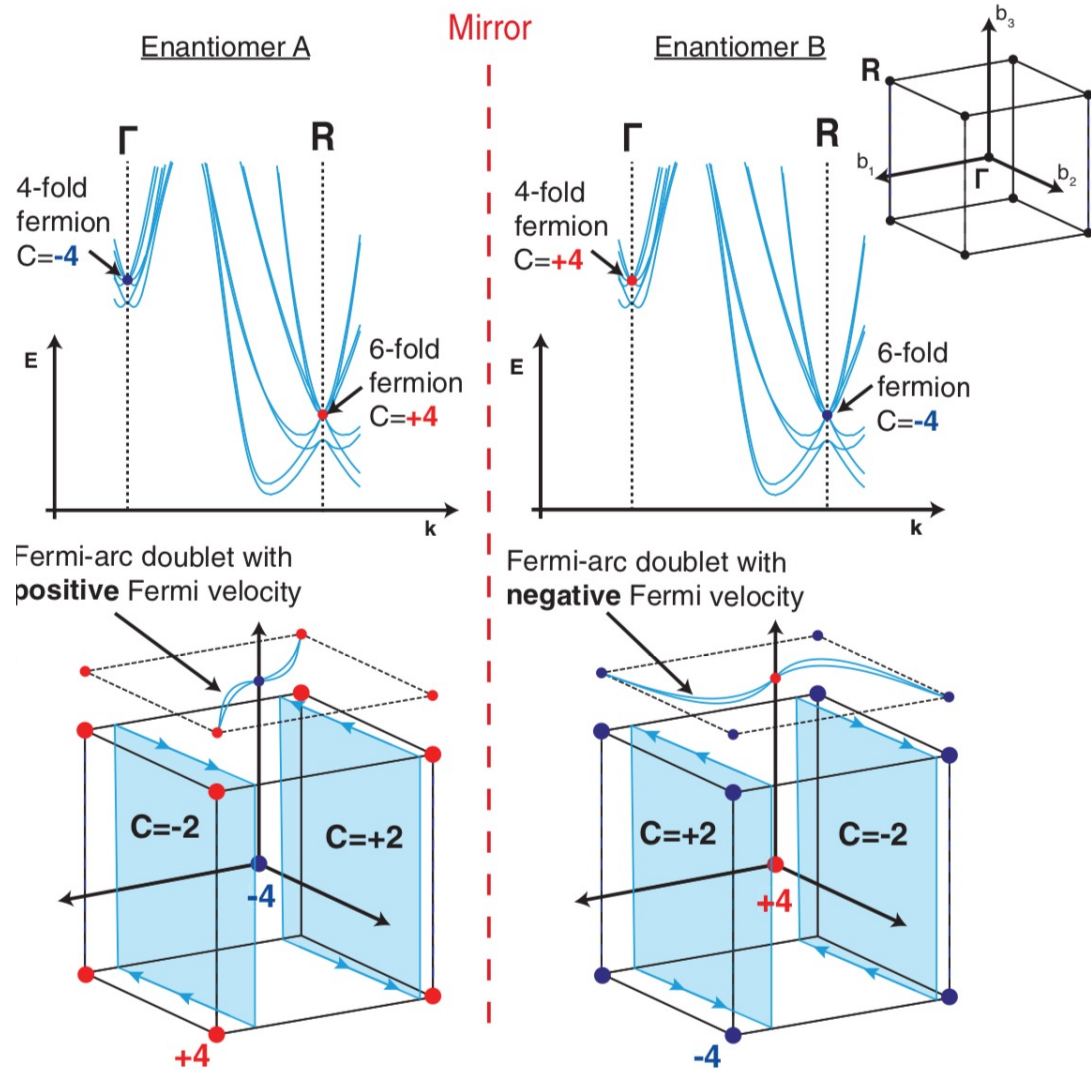 Mirror
Enantiomer A
Enantiomer B
b₃
R
b₁
b₂
Γ
Γ
R
4-fold
fermion
C=-4
6-fold
fermion
C=+4
E
k
Γ
R
4-fold
fermion
C=+4
6-fold
fermion
C=-4
E
k
Fermi-arc doublet with
positive Fermi velocity
C=-2
C=+2
-4
+4
Fermi-arc doublet with
negative Fermi velocity
C=+2
C=-2
+4
-4